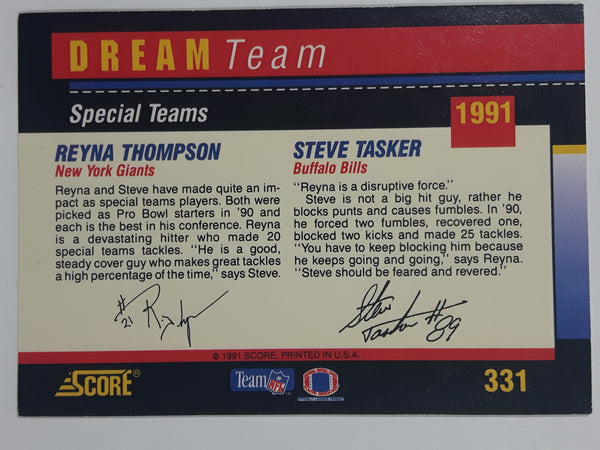 DREAM Team
Special Teams
1991
REYNA THOMPSON
New York Giants
Reyna and Steve have made quite an im-
pact as special teams players. Both were
picked as Pro Bowl starters in '90 and
each is the best in his conference. Reyna
is a devastating hitter who made 20
special teams tackles. "He is a good,
steady cover guy who makes great tackles
a high percentage of the time," says Steve.
#21
STEVE TASKER
Buffalo Bills
"Reyna is a disruptive force."
Steve is not a big hit guy, rather he
blocks punts and causes fumbles. In '90,
he forced two fumbles, recovered one,
blocked two kicks and made 25 tackles.
"You have to keep blocking him because
he keeps going and going," says Reyna.
"Steve should be feared and revered."
Steve
Tasker #89
© 1991 SCORE, PRINTED IN U.S.A.
SCORE®
Team NFL
331